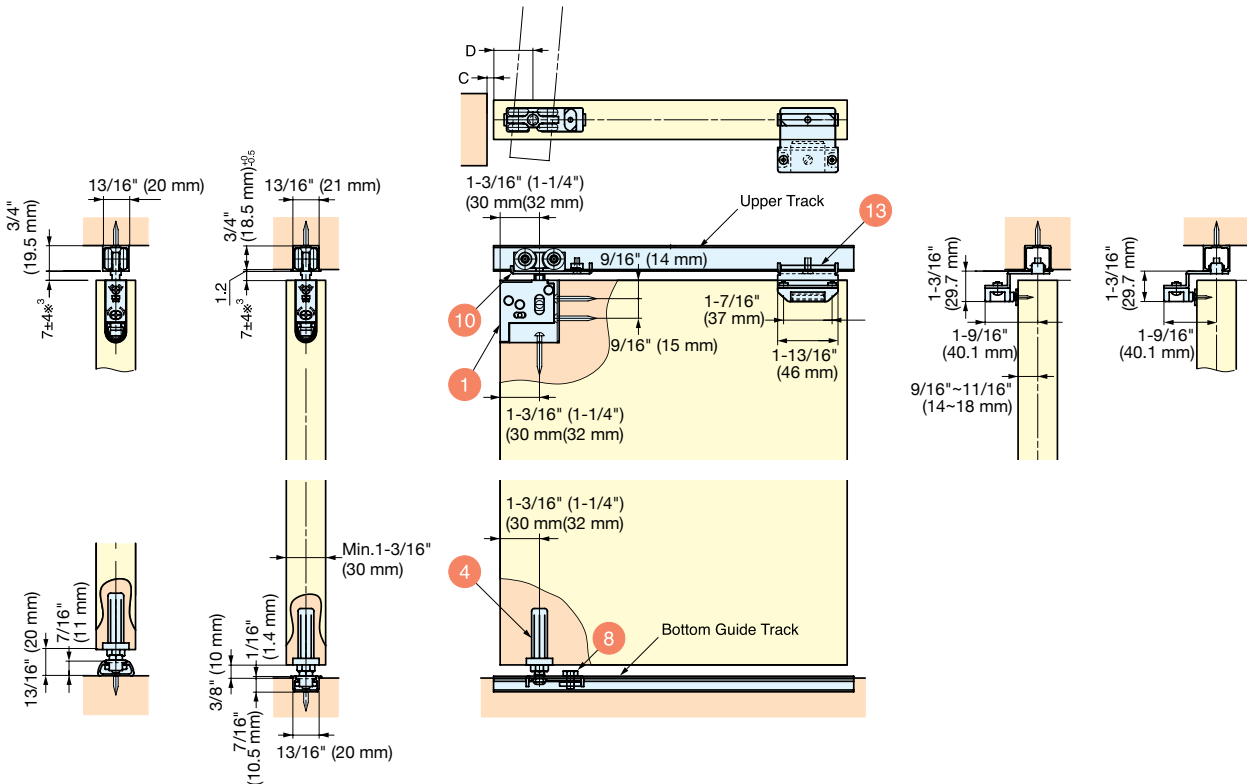 D
C
13/16" (20 mm)
3/4"
(19.5 mm)
7±4※3
13/16" (21 mm)
3/4"
(18.5 mm)±0 -0.5
1.2
7±4※3
1-3/16" (1-1/4")
(30 mm(32 mm)
Upper Track
13
9/16" (14 mm)
10
1
9/16" (15 mm)
1-7/16"
(37 mm)
1-13/16"
(46 mm)
1-3/16" (1-1/4")
(30 mm(32 mm)
1-3/16"
(29.7 mm)
1-9/16"
(40.1 mm)
9/16"~11/16"
(14~18 mm)
1-3/16"
(29.7 mm)
1-9/16"
(40.1 mm)
13/16" (20 mm)
7/16"
(11 mm)
Min.1-3/16"
(30 mm)
3/8" (10 mm)
1/16"
(1.4 mm)
7/16"
(10.5 mm)
13/16" (20 mm)
1-3/16" (1-1/4")
(30 mm(32 mm)
4
8
Bottom Guide Track